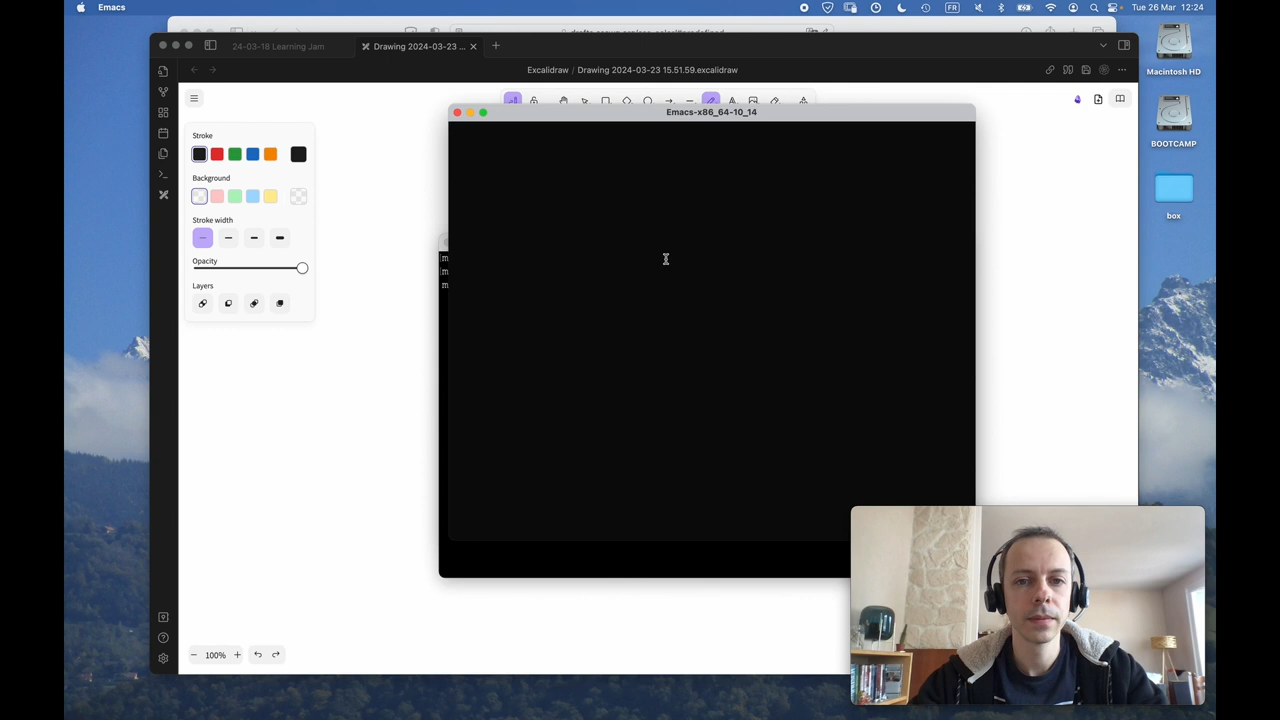 Emacs
FR
Tue 26 Mar 12:24
24-03-18 Learning Jam
Drawing 2024-03-23 ...
Excalidraw / Drawing 2024-03-23 15.51.59.excalidraw
Emacs-x86_64-10_14
Stroke
Background
Stroke width
Opacity
Layers
100%
Macintosh HD
BOOTCAMP
box